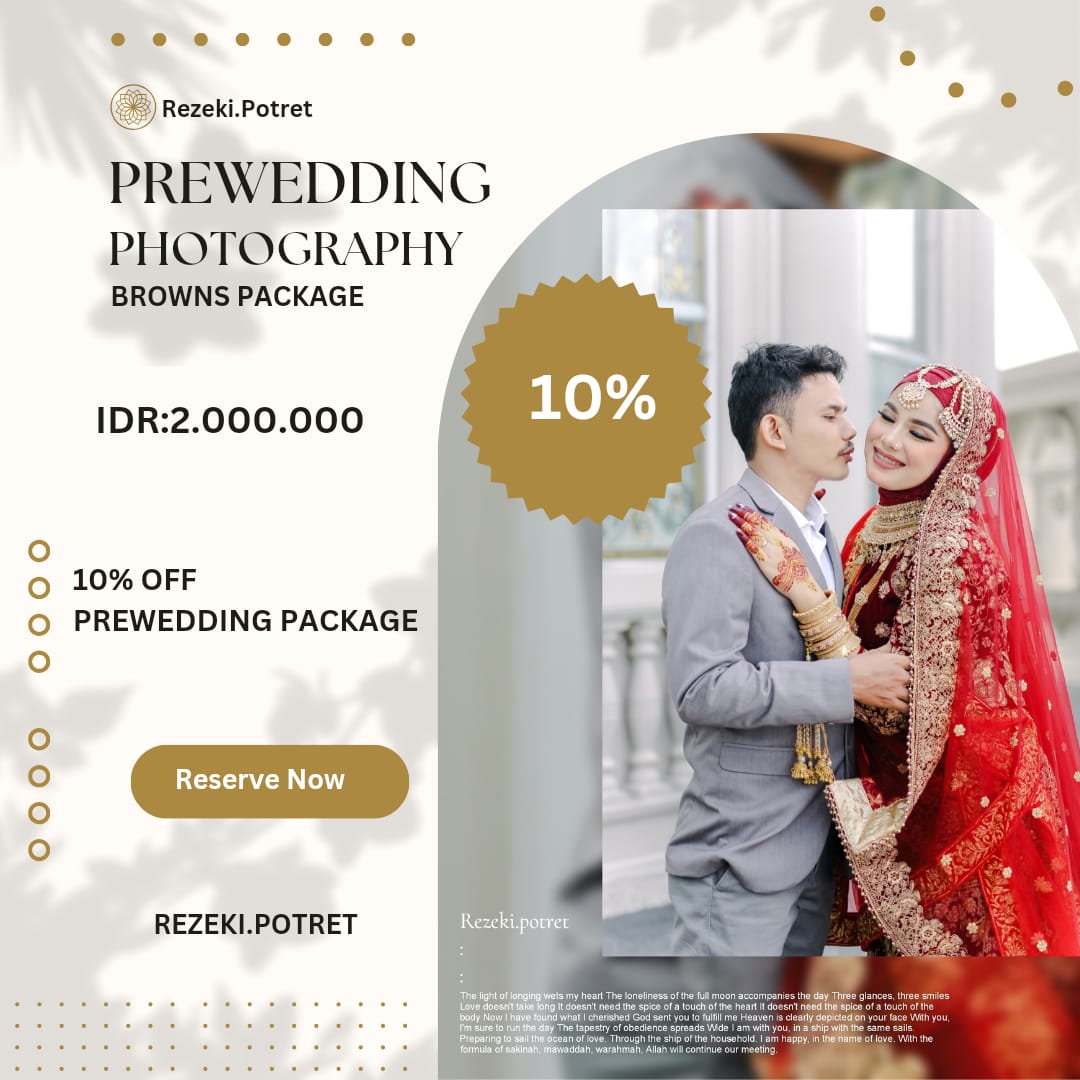 Rezeki.Potret
PREWEDDING
PHOTOGRAPHY
BROWNS PACKAGE
IDR:2.000.000
10%
10% OFF
PREWEDDING PACKAGE
Reserve Now
REZEKI.POTRET
Rezeki.potret
:
:
The light of longing wets my heart The loneliness of the full moon accompanies the day Three glances, three smiles
Love doesn't take long It doesn't need the spice of a touch of the heart It doesn't need the spice of a touch of the
body Now I have found what I cherished God sent you to fulfill me Heaven is clearly depicted on your face With you,
I'm sure to run the day The tapestry of obedience spreads Wide I am with you, in a ship with the same sails.
Preparing to sail the ocean of love. Through the ship of the household. I am happy, in the name of love. With the
formula of sakinah, mawaddah, warahmah, Allah will continue our meeting.